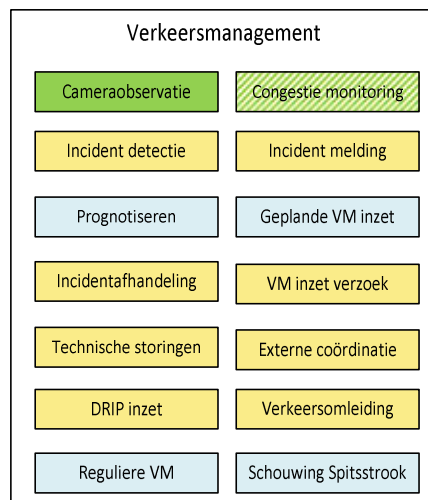 Verkeersmanagement
Cameraobservatie
Congestie monitoring
Incident detectie
Incident melding
Prognotiseren
Geplande VM inzet
Incidentafhandeling
VM inzet verzoek
Technische storingen
Externe coördinatie
DRIP inzet
Verkeersomleiding
Reguliere VM
Schouwing Spitsstrook